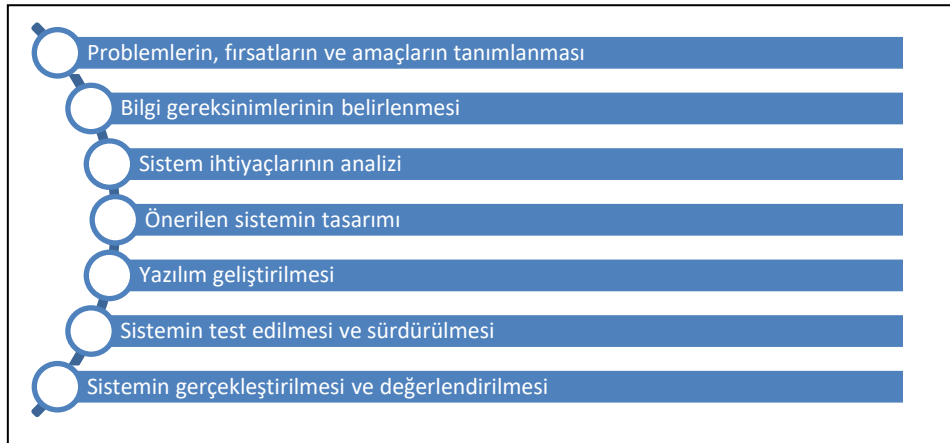 Problemlerin, fırsatların ve amaçların tanımlanması
Bilgi gereksinimlerinin belirlenmesi
Sistem ihtiyaçlarının analizi
Önerilen sistemin tasarımı
Yazılım geliştirilmesi
Sistemin test edilmesi ve sürdürülmesi
Sistemin gerçekleştirilmesi ve değerlendirilmesi